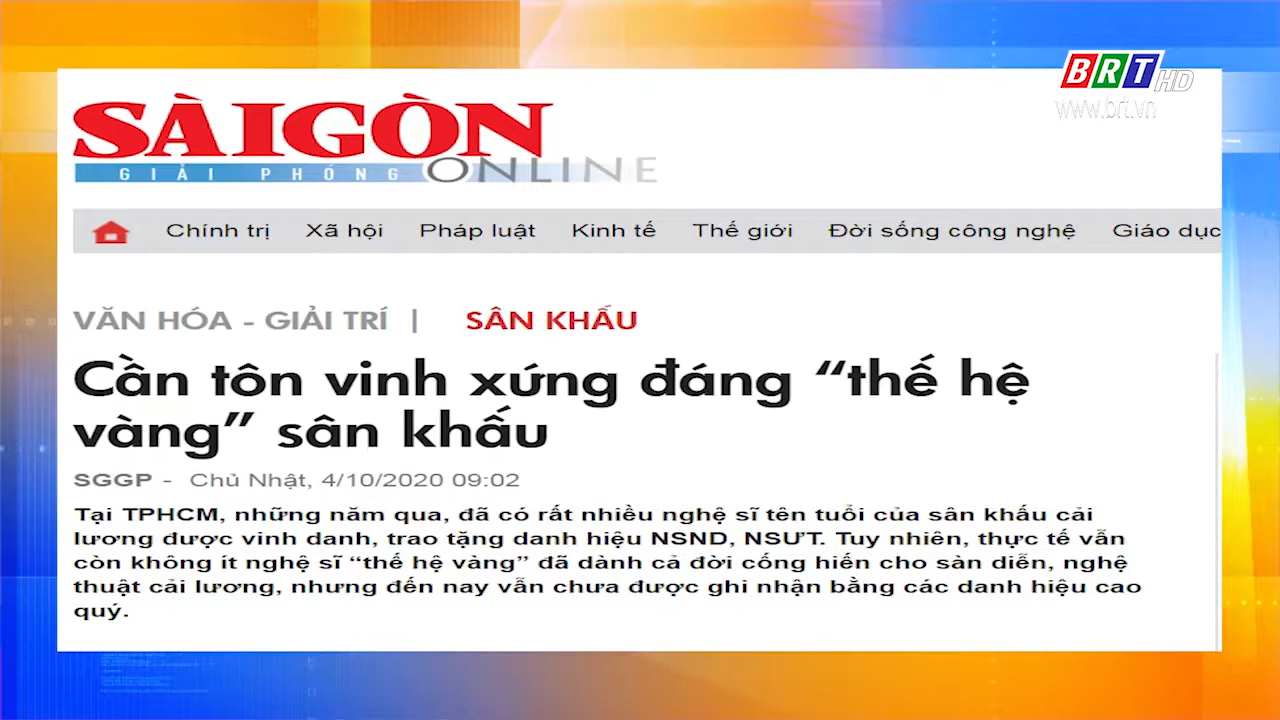 BRT HD
www.brt.vn
SÀIGÒN
GIẢI PHÓNG ONLINE
Chính trị Xã hội Pháp luật Kinh tế Thế giới Đời sống công nghệ Giáo dục
VĂN HÓA - GIẢI TRÍ | SÂN KHẤU
Cần tôn vinh xứng đáng “thế hệ
vàng” sân khấu
SGGP - Chủ Nhật, 4/10/2020 09:02
Tại TPHCM, những năm qua, đã có rất nhiều nghệ sĩ tên tuổi của sân khấu cải
lương được vinh danh, trao tặng danh hiệu NSND, NSƯT. Tuy nhiên, thực tế vẫn
còn không ít nghệ sĩ “thế hệ vàng” đã dành cả đời cống hiến cho sàn diễn, nghệ
thuật cải lương, nhưng đến nay vẫn chưa được ghi nhận bằng các danh hiệu cao
quý.